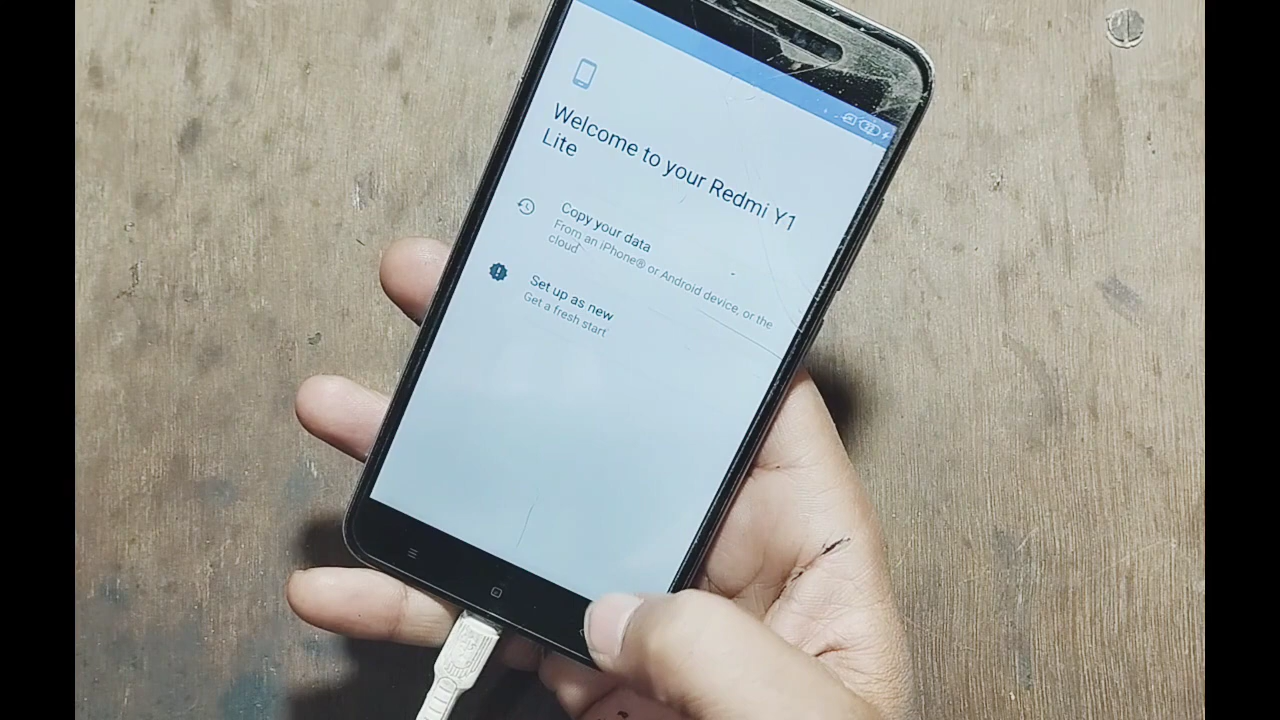 Welcome to your Redmi Y1
Lite
Copy your data
From an iPhone® or Android device, or the
cloud
Set up as new
Get a fresh start